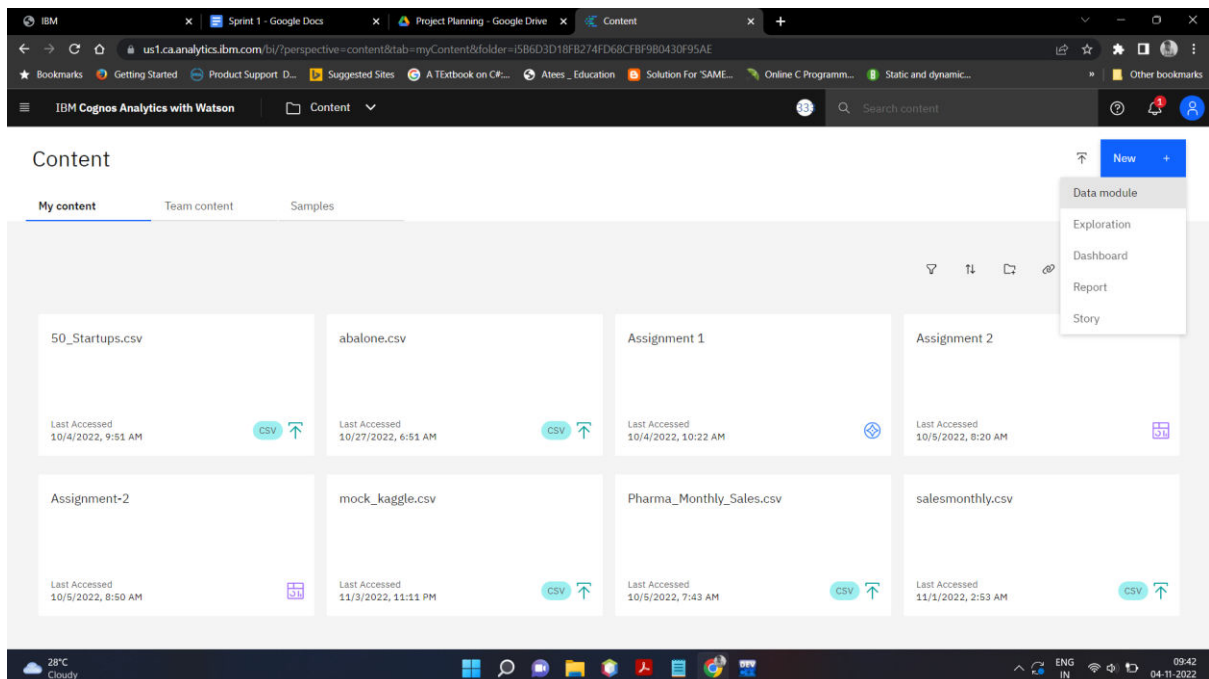 IBM
Sprint 1 - Google Docs
Project Planning - Google Drive
Content
us1.ca.analytics.ibm.com/bi/?perspective=content&tab=myContent&folder=i5B6D3D18FB274FD68CFBF9B0430F95AE
Bookmarks
Getting Started
Product Support D...
Suggested Sites
A TExtbook on C#:...
Atees _ Education
Solution For 'SAME...
Online C Programm...
Static and dynamic...
»
Other bookmarks
IBM Cognos Analytics with Watson
Content
Search content
1
Content
New +
My content
Team content
Samples
Data module
Exploration
Dashboard
Report
Story
50_Startups.csv
Last Accessed
10/4/2022, 9:51 AM
CSV
abalone.csv
Last Accessed
10/27/2022, 6:51 AM
CSV
Assignment 1
Last Accessed
10/4/2022, 10:22 AM
Assignment 2
Last Accessed
10/5/2022, 8:20 AM
Assignment-2
Last Accessed
10/5/2022, 8:50 AM
mock_kaggle.csv
Last Accessed
11/3/2022, 11:11 PM
CSV
Pharma_Monthly_Sales.csv
Last Accessed
10/5/2022, 7:43 AM
CSV
salesmonthly.csv
Last Accessed
11/1/2022, 2:53 AM
CSV
28°C
Cloudy
DEV
ENG
IN
09:42
04-11-2022